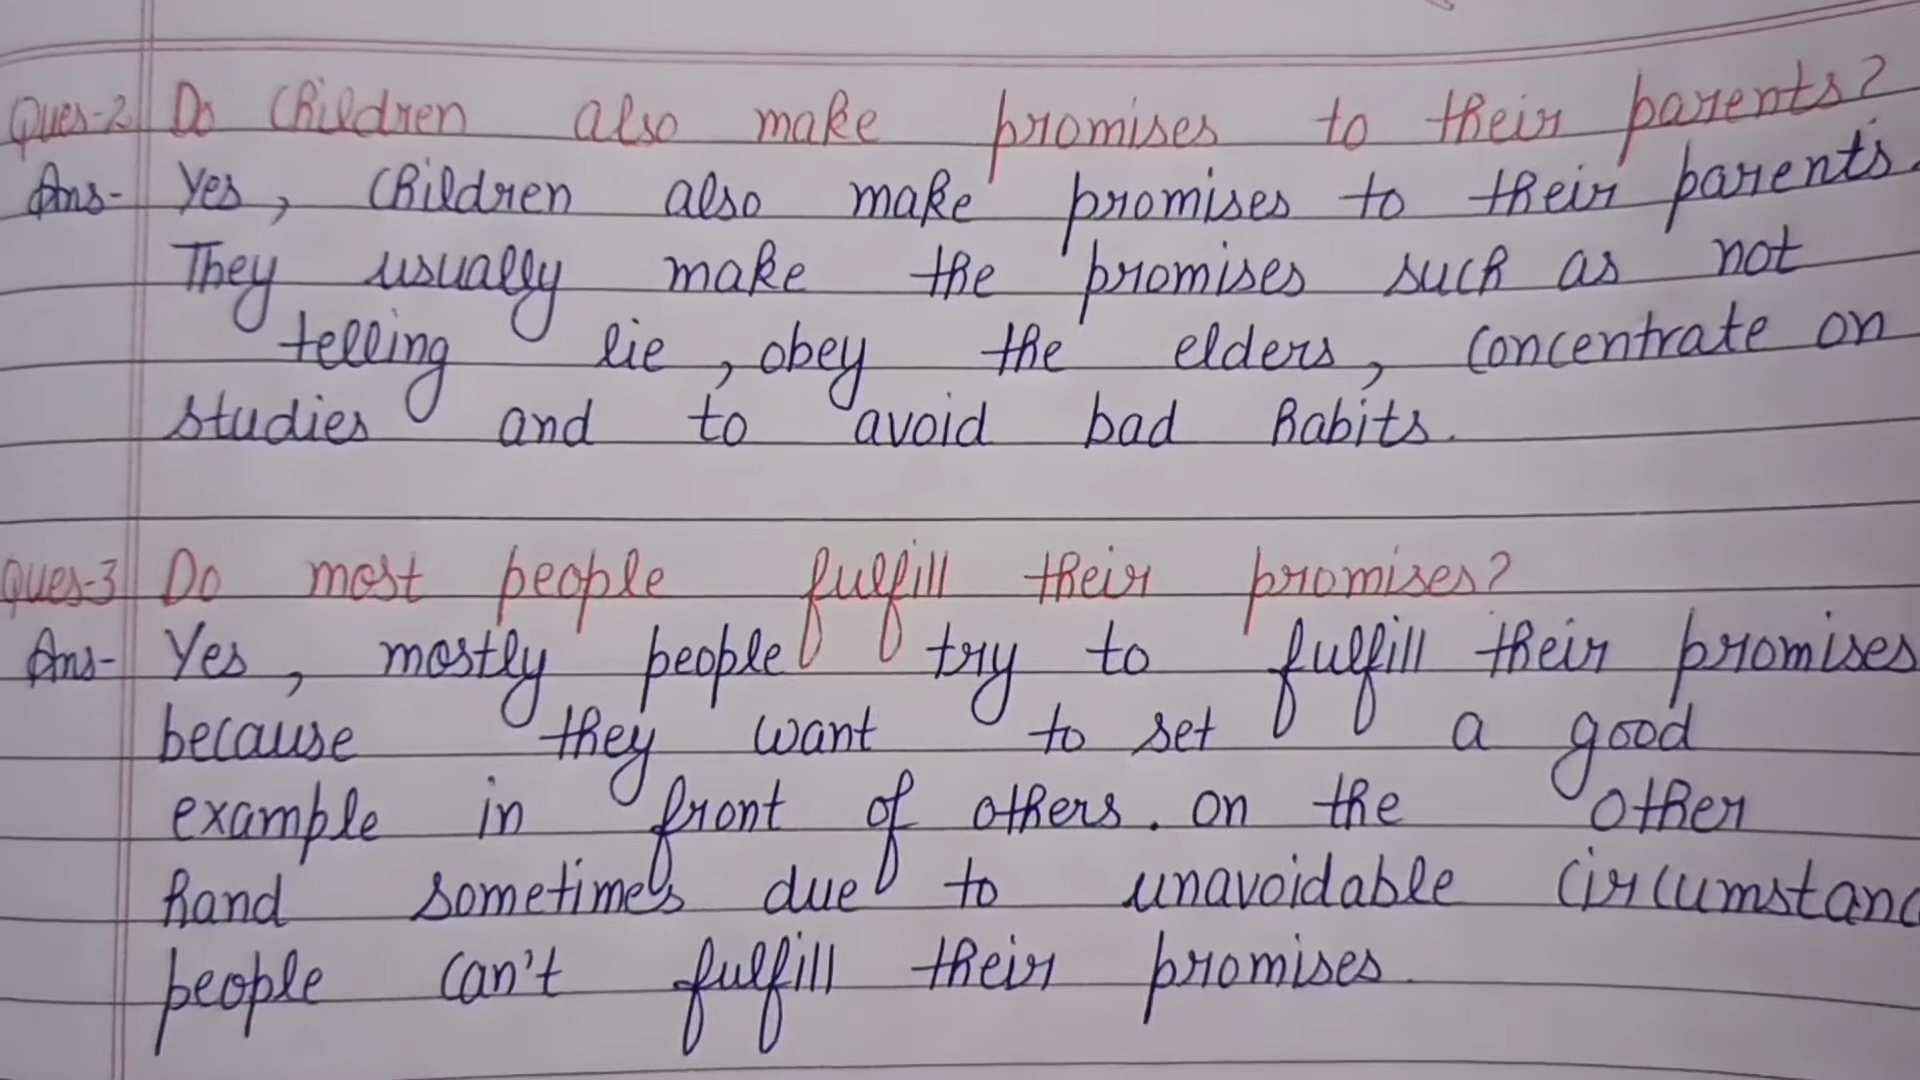 Ques-2 Do Children also make promises to their parents?
Ans- Yes, Children also make promises to their parents.
They usually make the promises such as not
telling lie, obey the elders, Concentrate on
studies and to avoid bad habits.
Ques-3 Do most people fulfill their promises?
Ans- Yes, mostly people try to fulfill their promises
because they want to set a good
example in front of others. on the other
hand sometimes due to unavoidable Circumstanc
people Can't fulfill their promises.